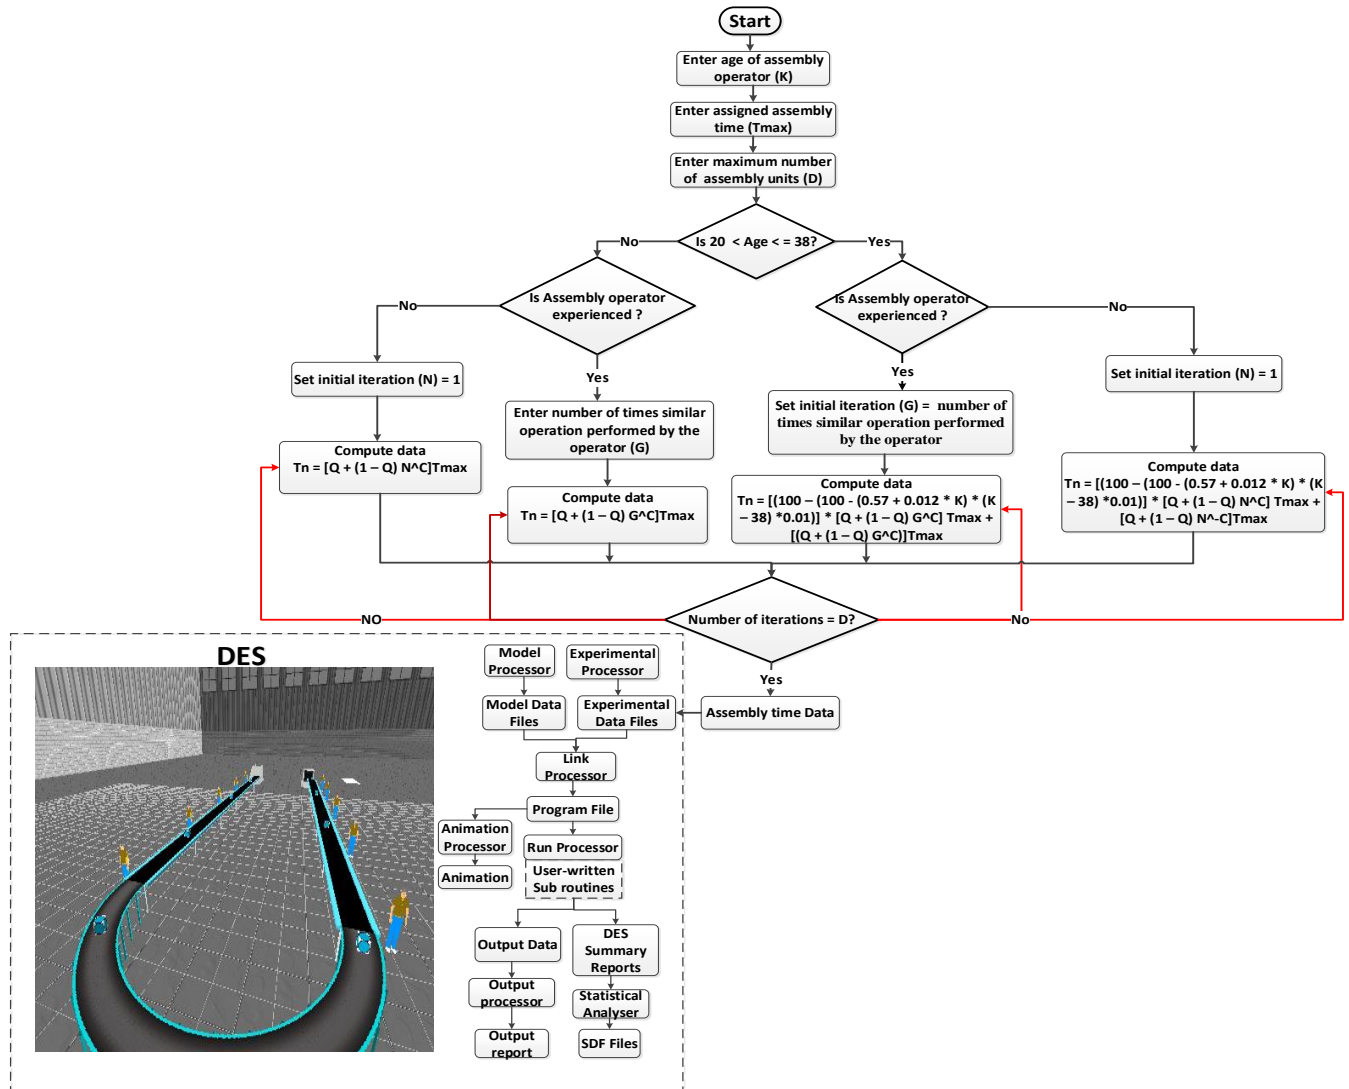 Start
Enter age of assembly
operator (K)
Enter assigned assembly
time (Tmax)
Enter maximum number
of assembly units (D)
Is 20 < Age < = 38?
No
Yes
Is Assembly operator
experienced ?
Is Assembly operator
experienced ?
No
No
Yes
Yes
Set initial iteration (N) = 1
Enter number of times similar
operation performed by the
operator (G)
Set initial iteration (G) = number of
times similar operation performed
by the operator
Set initial iteration (N) = 1
Compute data
Tn = [Q + (1 – Q) N^C]Tmax
Compute data
Tn = [Q + (1 – Q) G^C]Tmax
Compute data
Tn = [(100 – (100 - (0.57 + 0.012 * K) * (K
– 38) *0.01)] * [Q + (1 – Q) G^C] Tmax +
[(Q + (1 – Q) G^C)]Tmax
Compute data
Tn = [(100 – (100 - (0.57 + 0.012 * K) * (K
– 38) *0.01)] * [Q + (1 – Q) N^C] Tmax +
[Q + (1 – Q) N^-C]Tmax
NO
Number of iterations = D?
No
Yes
Assembly time Data
DES
Model
Processor
Experimental
Processor
Model Data
Files
Experimental
Data Files
Link
Processor
Program File
Animation
Processor
Run Processor
Animation
User-written
Sub routines
Output Data
DES
Summary
Reports
Output
processor
Statistical
Analyser
Output
report
SDF Files